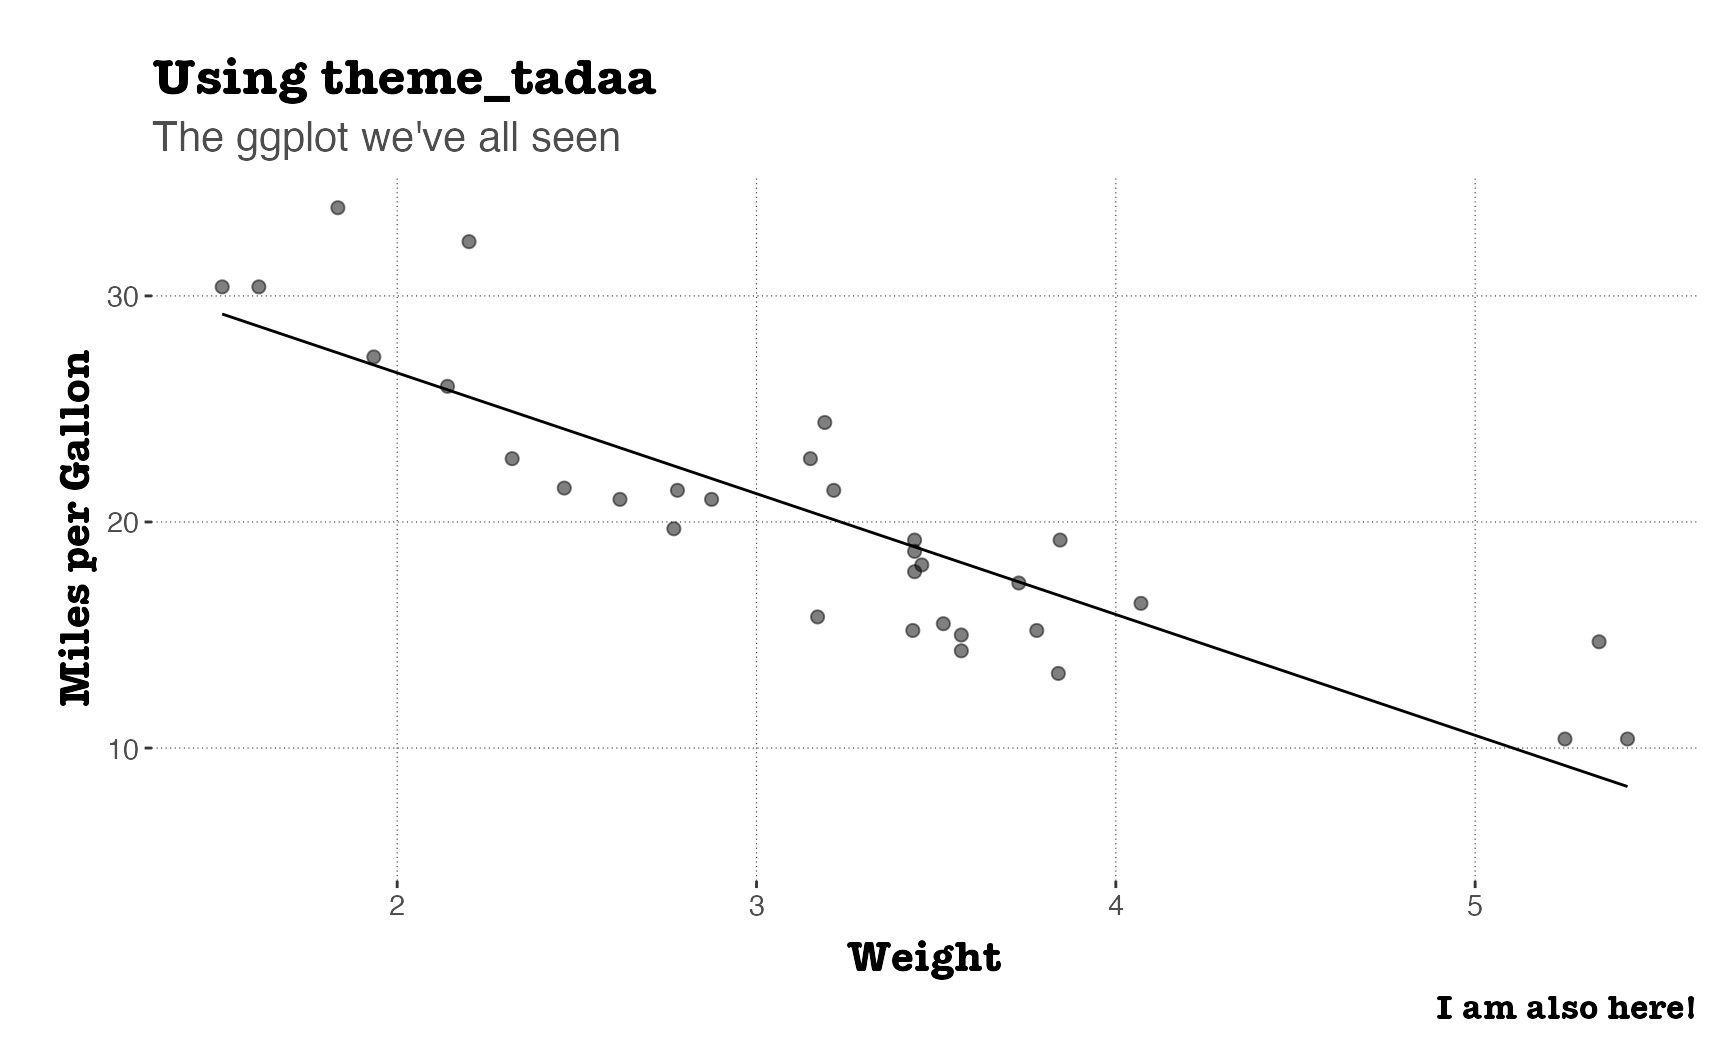 Using theme_tadaa
The ggplot we've all seen
Miles per Gallon
30
20
10
2 3 4 5
Weight
I am also here!